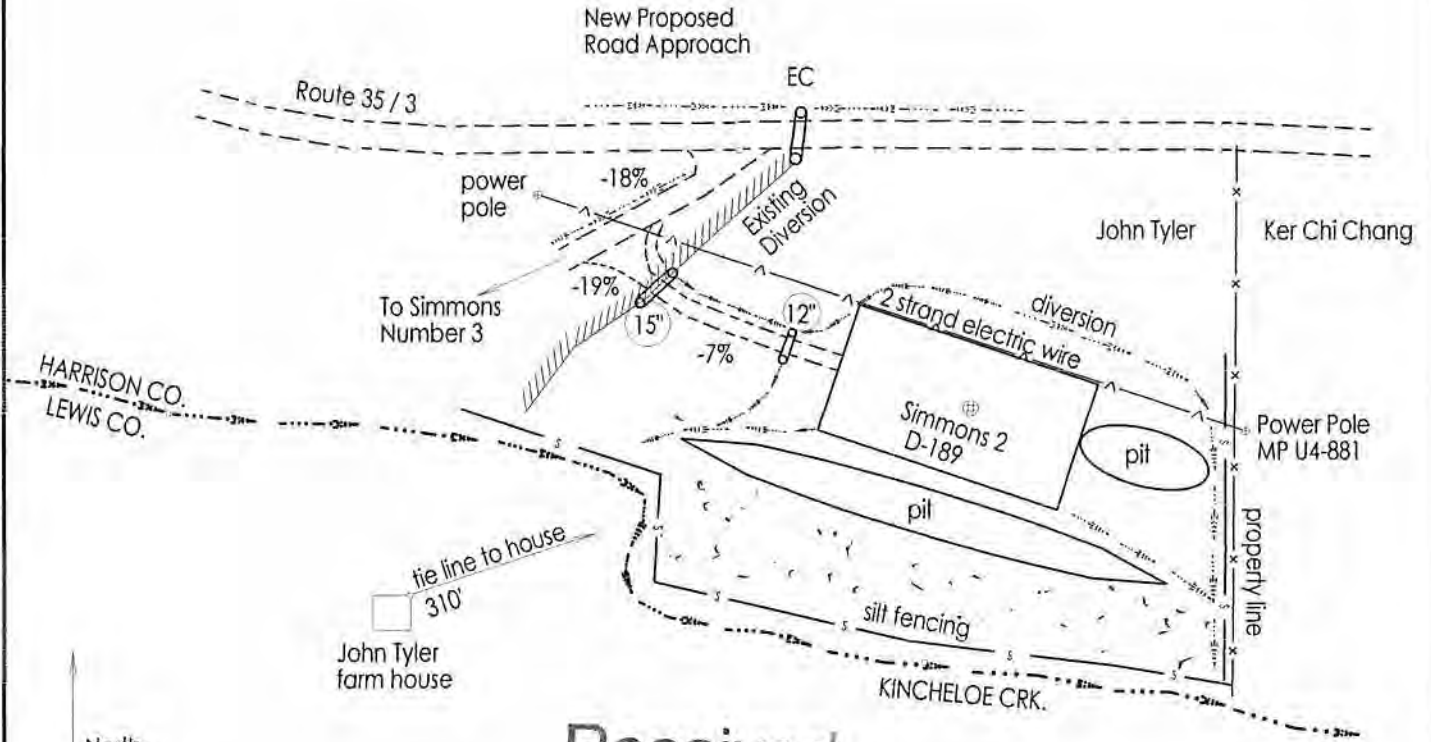 New Proposed
Road Approach
EC
Route 35 / 3
-18%
power
pole
Existing
Diversion
John Tyler
Ker Chi Chang
To Simmons
Number 3
-19%
15"
12"
-7%
diversion
2 strand electric wire
HARRISON CO.
LEWIS CO.
Simmons 2
D-189
pit
Power Pole
MP U4-881
pit
property line
tie line to house
310'
silt fencing
John Tyler
farm house
KINCHELOE CRK.